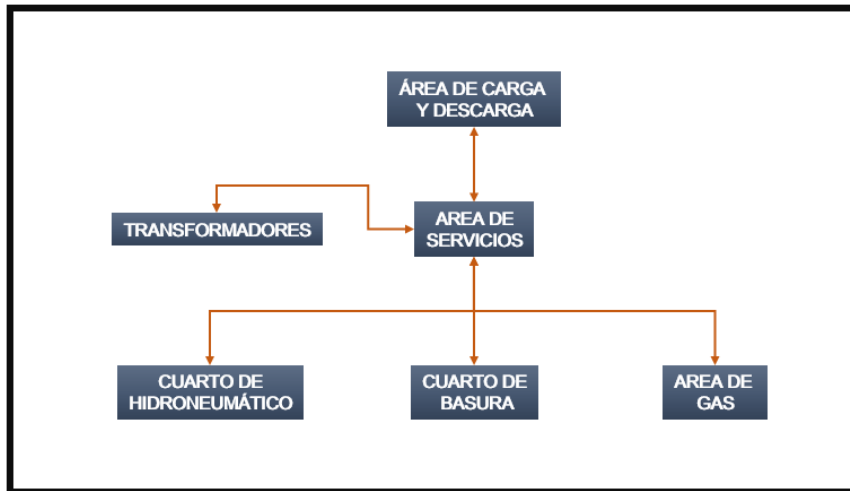 ÁREA DE CARGA
Y DESCARGA
TRANSFORMADORES
AREA DE
SERVICIOS
CUARTO DE
HIDRONEUMÁTICO
CUARTO DE
BASURA
AREA DE
GAS